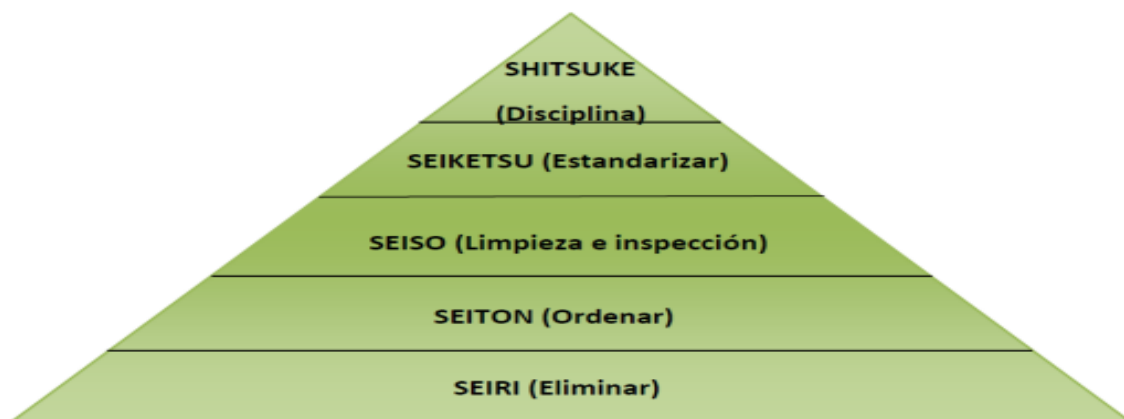 SHITSUKE
(Disciplina)
SEIKETSU (Estandarizar)
SEISO (Limpieza e inspección)
SEITON (Ordenar)
SEIRI (Eliminar)